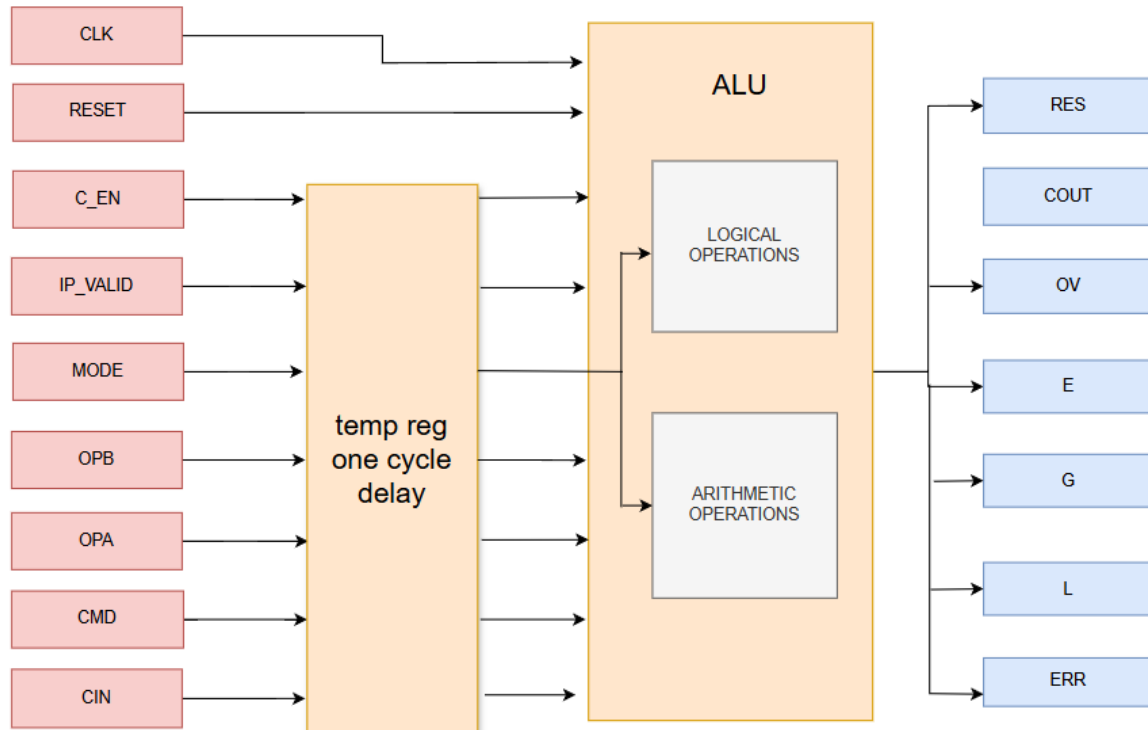 CLK
RESET
C_EN
IP_VALID
MODE
OPB
OPA
CMD
CIN
temp reg
one cycle
delay
ALU
LOGICAL
OPERATIONS
ARITHMETIC
OPERATIONS
RES
COUT
OV
E
G
L
ERR